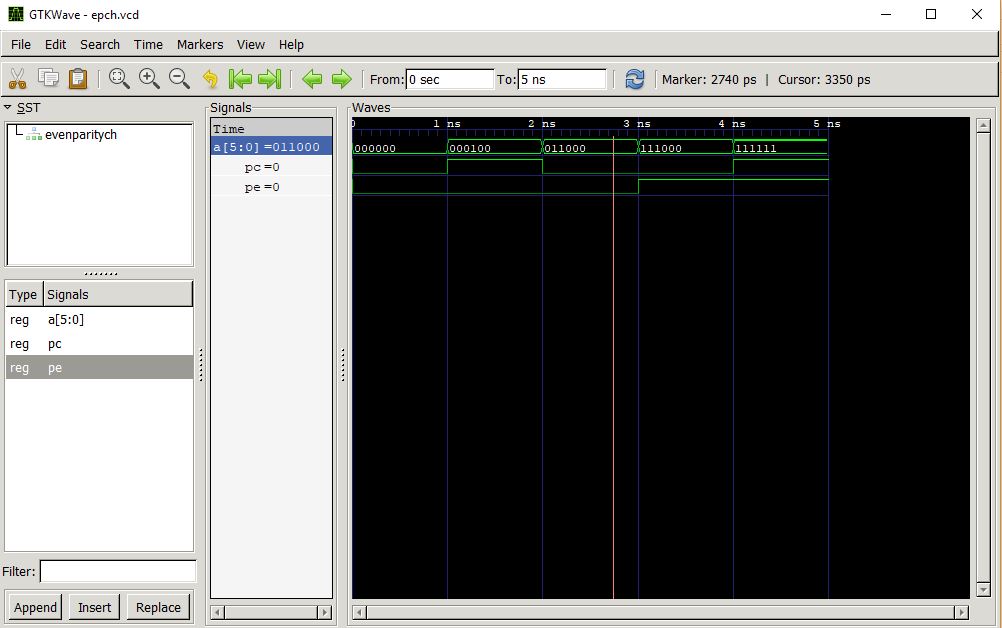 GTKWave - epch.vcd
File Edit Search Time Markers View Help
From: 0 sec To: 5 ns Marker: 2740 ps | Cursor: 3350 ps
SST
evenparitych
Type Signals
reg a[5:0]
reg pc
reg pe
Filter:
Append Insert Replace
Signals
Time
a[5:0] =011000
pc =0
pe =0
Waves
0 1 ns 2 ns 3 ns 4 ns 5 ns
000000 000100 011000 111000 111111